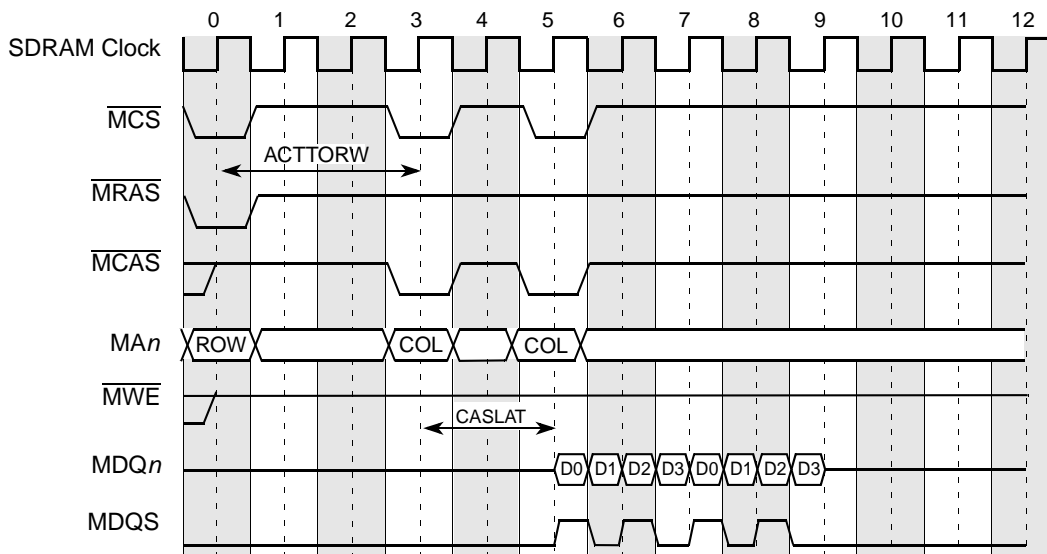 0 1 2 3 4 5 6 7 8 9 10 11 12
SDRAM Clock
MCS
ACTTORW
MRAS
MCAS
MAn ROW COL COL
MWE
CASLAT
MDQn D0 D1 D2 D3 D0 D1 D2 D3
MDQS